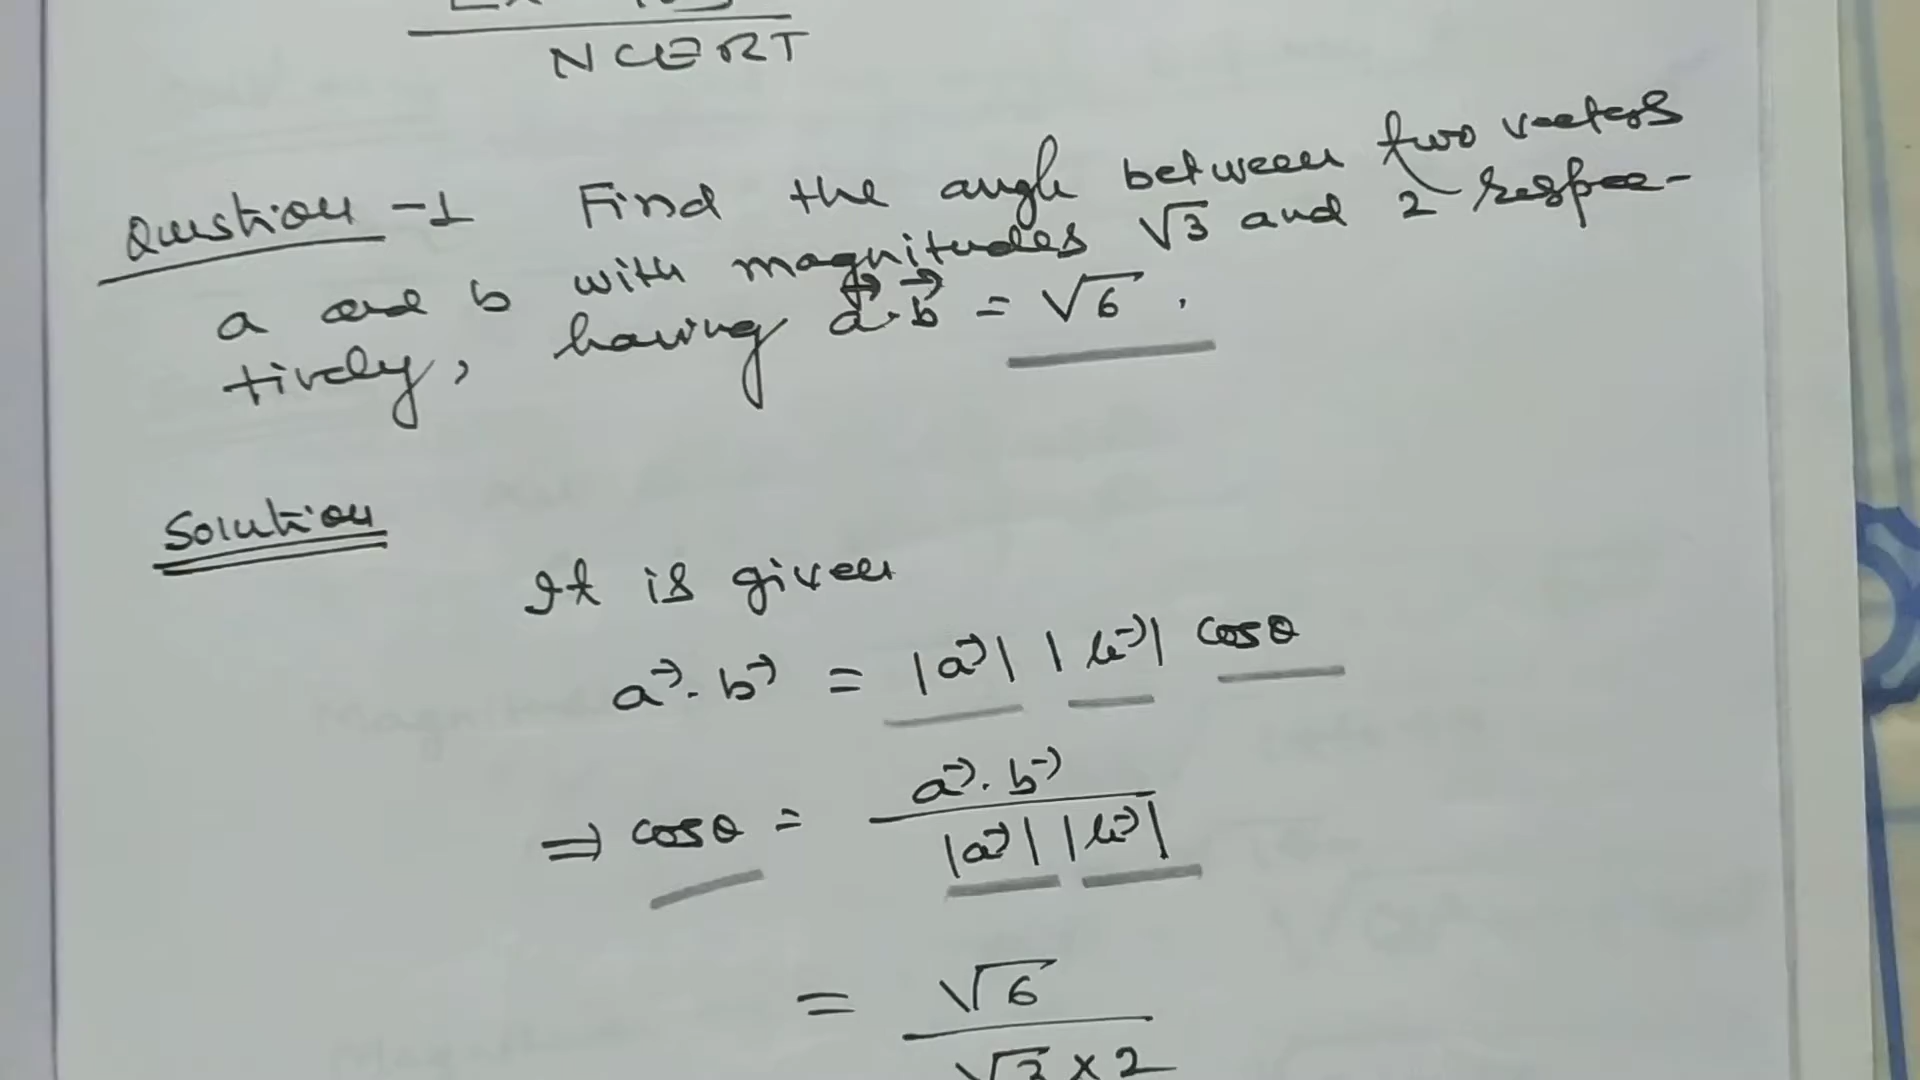 NCERT
Question -1 Find the angle between two vectors
a and b with magnitudes √3 and 2 respec-
tively, having a⃗.b⃗ = √6.
Solution
It is given
a⃗. b⃗ = |a⃗| |b⃗| cosθ
⇒ cosθ = a⃗. b⃗
|a⃗| |b⃗|
= √6
√3 × 2